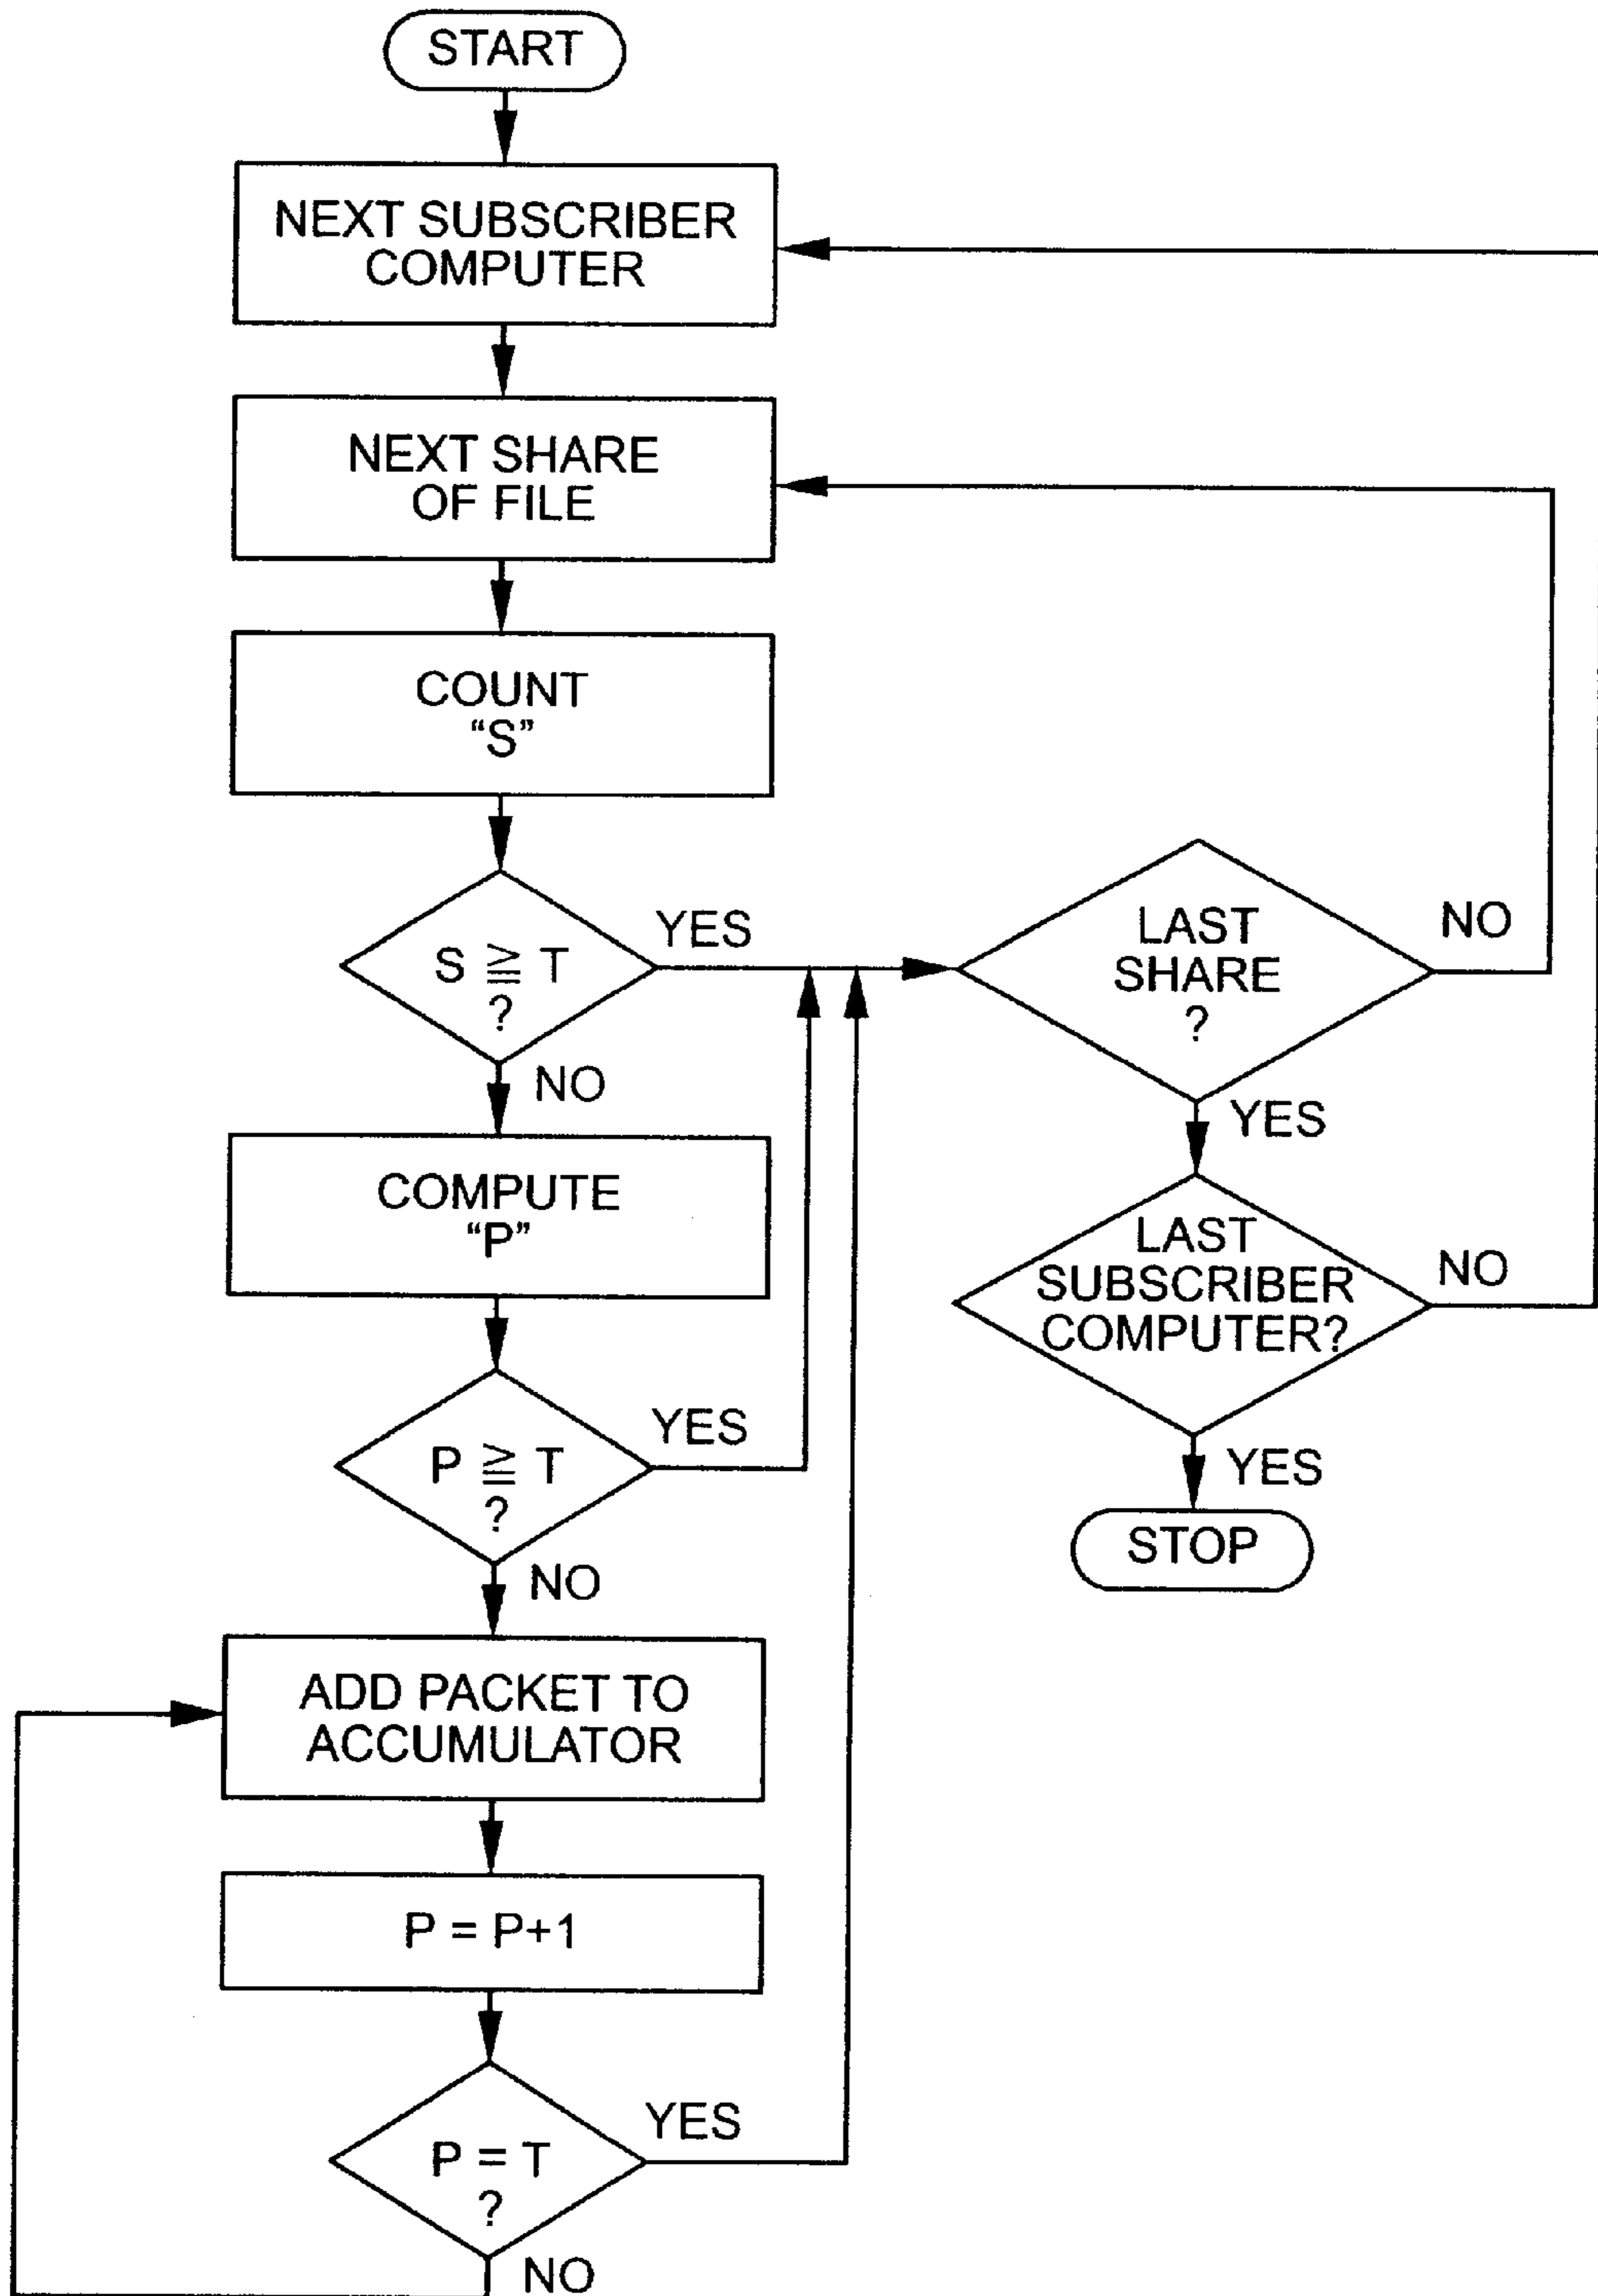 START
NEXT SUBSCRIBER
COMPUTER
NEXT SHARE
OF FILE
COUNT
“S”
S ≧ T
?
YES
NO
COMPUTE
“P”
P ≧ T
?
YES
NO
ADD PACKET TO
ACCUMULATOR
P = P+1
P = T
?
YES
NO
LAST
SHARE
?
NO
YES
LAST
SUBSCRIBER
COMPUTER?
NO
YES
STOP